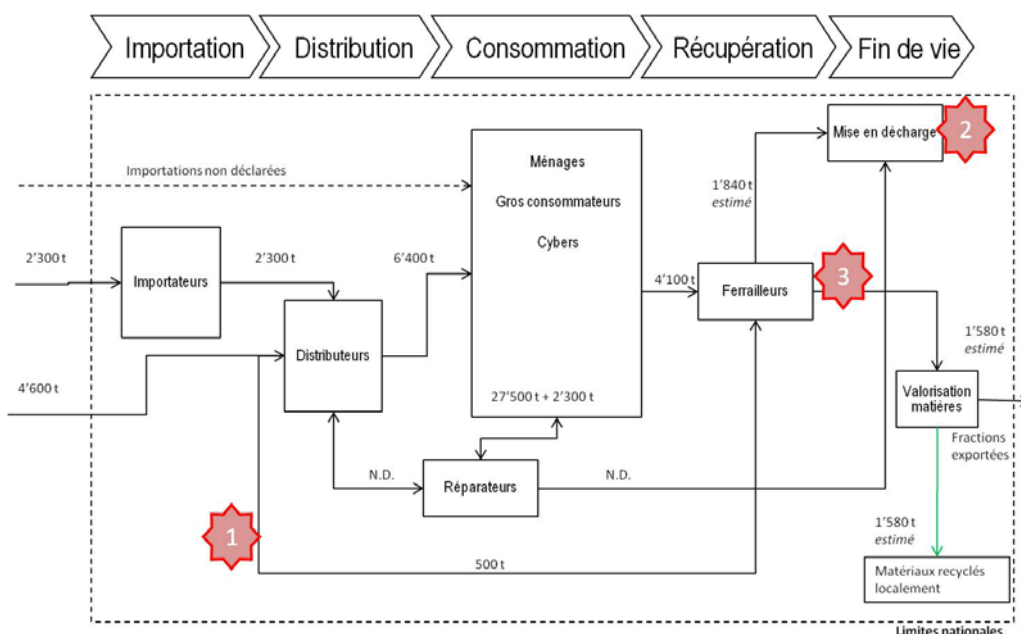 Importation
Distribution
Consommation
Récupération
Fin de vie
Mise en décharge
2
Ménages
Gros consommateurs
Cybers
Importations non déclarées
1'840 t
estimé
2'300 t
Importateurs
2'300 t
6'400 t
4'100 t
Ferrailleurs
3
Distributeurs
1'580 t
estimé
4'600 t
27'500 t + 2'300 t
Valorisation
matières
Fractions
exportées
N.D.
Réparateurs
N.D.
1
500 t
1'580 t
estimé
Matériaux recyclés
localement
Limites nationales